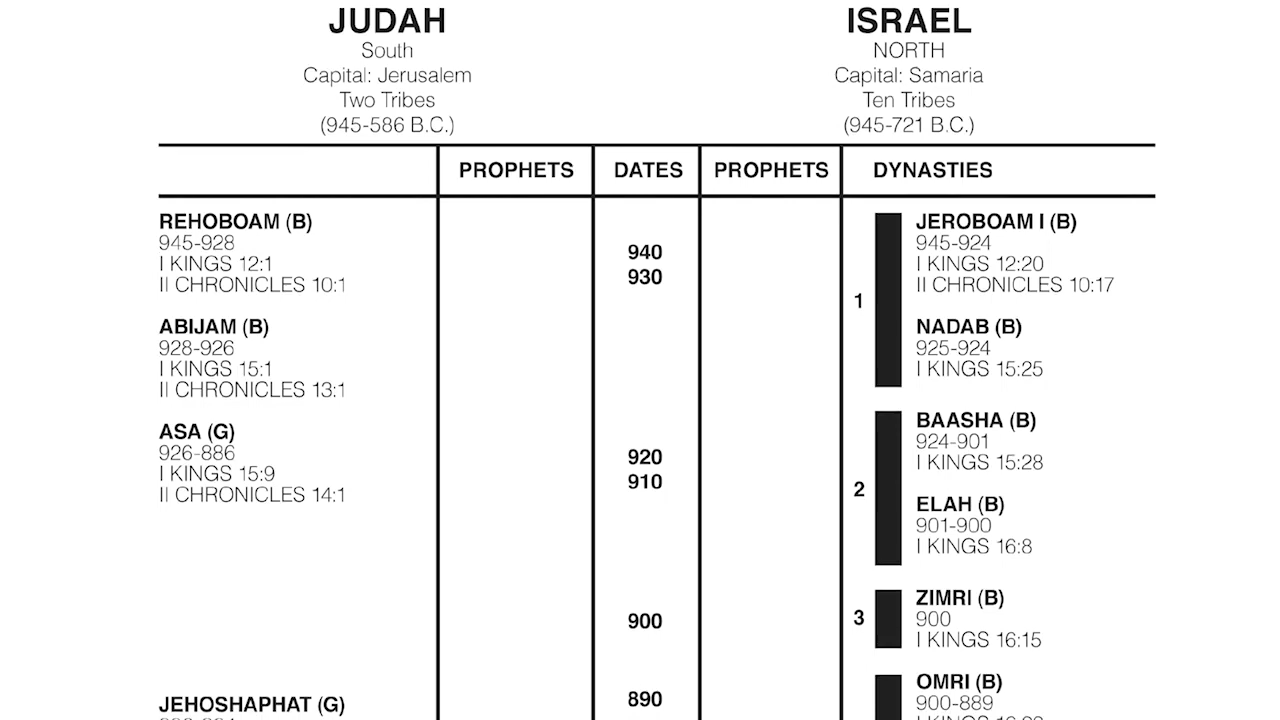 JUDAH
South
Capital: Jerusalem
Two Tribes
(945-586 B.C.)
ISRAEL
NORTH
Capital: Samaria
Ten Tribes
(945-721 B.C.)
PROPHETS
DATES
PROPHETS
DYNASTIES
REHOBOAM (B)
945-928
I KINGS 12:1
II CHRONICLES 10:1
ABIJAM (B)
928-926
I KINGS 15:1
II CHRONICLES 13:1
ASA (G)
926-886
I KINGS 15:9
II CHRONICLES 14:1
JEHOSHAPHAT (G)
940
930
920
910
900
890
1
JEROBOAM I (B)
945-924
I KINGS 12:20
II CHRONICLES 10:17
NADAB (B)
925-924
I KINGS 15:25
2
BAASHA (B)
924-901
I KINGS 15:28
ELAH (B)
901-900
I KINGS 16:8
3
ZIMRI (B)
900
I KINGS 16:15
OMRI (B)
900-889